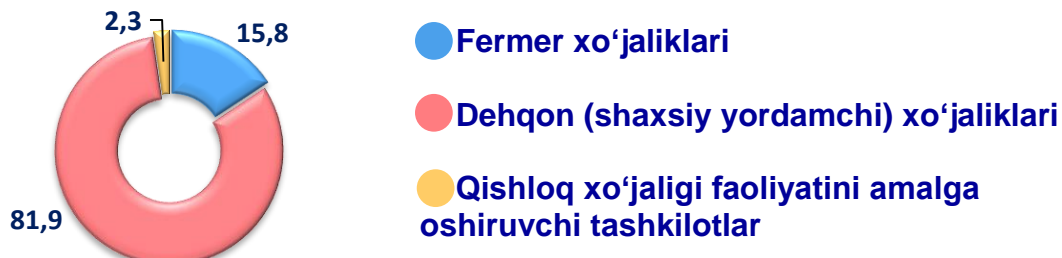 2,3
15,8
81,9
Fermer xo‘jaliklari
Dehqon (shaxsiy yordamchi) xo‘jaliklari
Qishloq xo‘jaligi faoliyatini amalga
oshiruvchi tashkilotlar